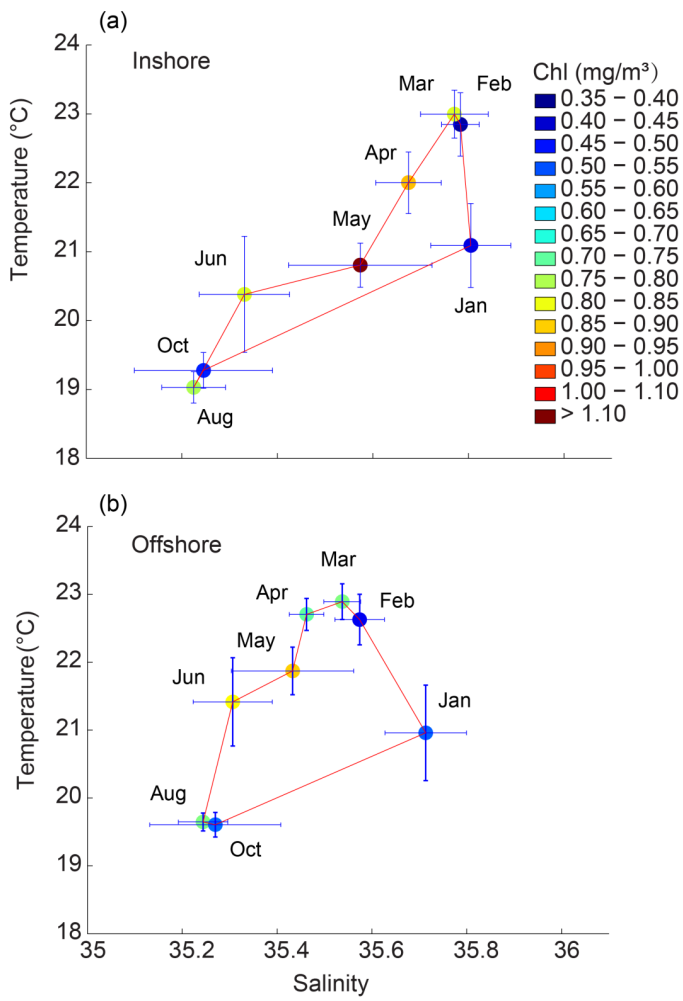 (a)
Inshore
24
23
22
21
20
19
18
Temperature (°C)
Mar
Feb
Apr
May
Jun
Jan
Oct
Aug
Chl (mg/m³)
0.35 – 0.40
0.40 – 0.45
0.45 – 0.50
0.50 – 0.55
0.55 – 0.60
0.60 – 0.65
0.65 – 0.70
0.70 – 0.75
0.75 – 0.80
0.80 – 0.85
0.85 – 0.90
0.90 – 0.95
0.95 – 1.00
1.00 – 1.10
> 1.10
(b)
Offshore
24
23
22
21
20
19
18
Temperature (°C)
Mar
Apr
Feb
May
Jun
Jan
Aug
Oct
35
35.2
35.4
35.6
35.8
36
Salinity